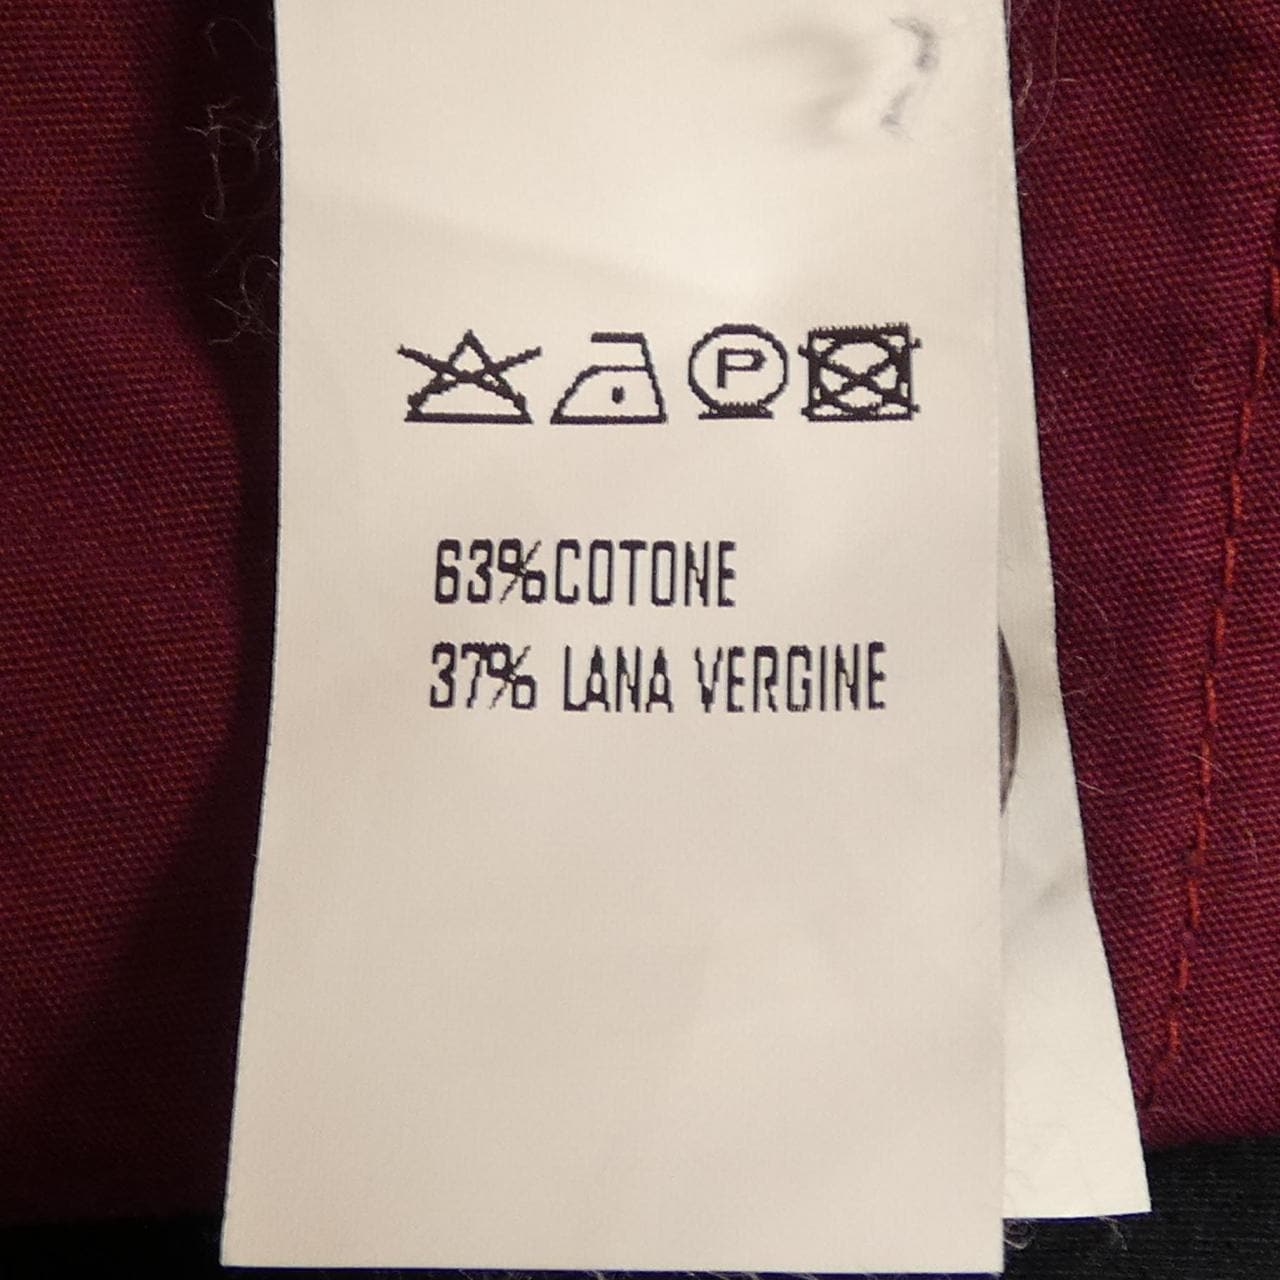 P
63%COTONE
37% LANA VERGINE